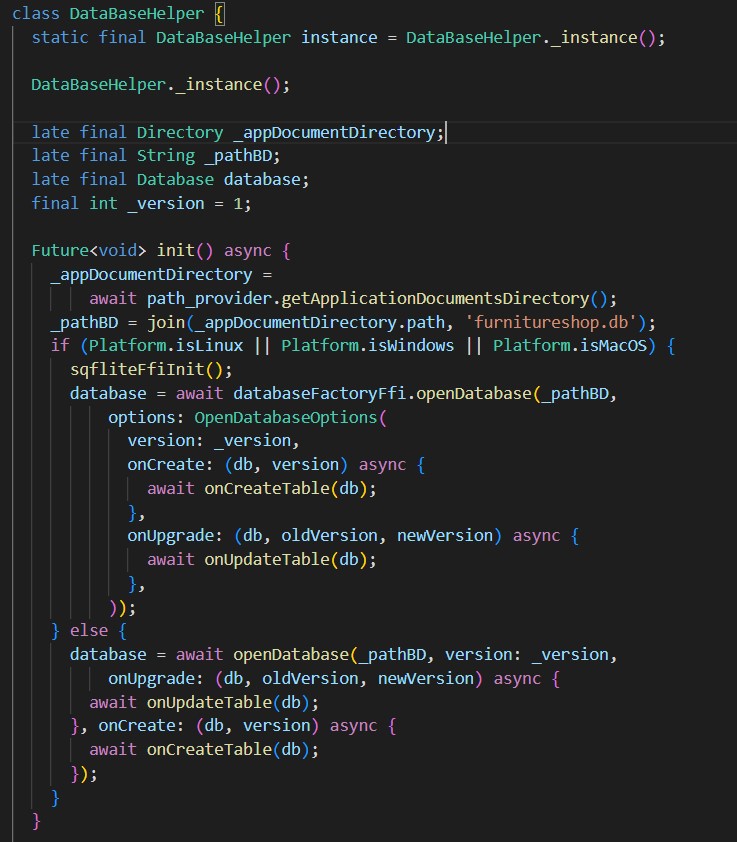 class DataBaseHelper {
static final DataBaseHelper instance = DataBaseHelper._instance();
DataBaseHelper._instance();
late final Directory _appDocumentDirectory;
late final String _pathBD;
late final Database database;
final int _version = 1;
Future<void> init() async {
_appDocumentDirectory =
await path_provider.getApplicationDocumentsDirectory();
_pathBD = join(_appDocumentDirectory.path, 'furnitureshop.db');
if (Platform.isLinux || Platform.isWindows || Platform.isMacOS) {
sqfliteFfiInit();
database = await databaseFactoryFfi.openDatabase(_pathBD,
options: OpenDatabaseOptions(
version: _version,
onCreate: (db, version) async {
await onCreateTable(db);
},
onUpgrade: (db, oldVersion, newVersion) async {
await onUpdateTable(db);
},
));
} else {
database = await openDatabase(_pathBD, version: _version,
onUpgrade: (db, oldVersion, newVersion) async {
await onUpdateTable(db);
}, onCreate: (db, version) async {
await onCreateTable(db);
});
}
}